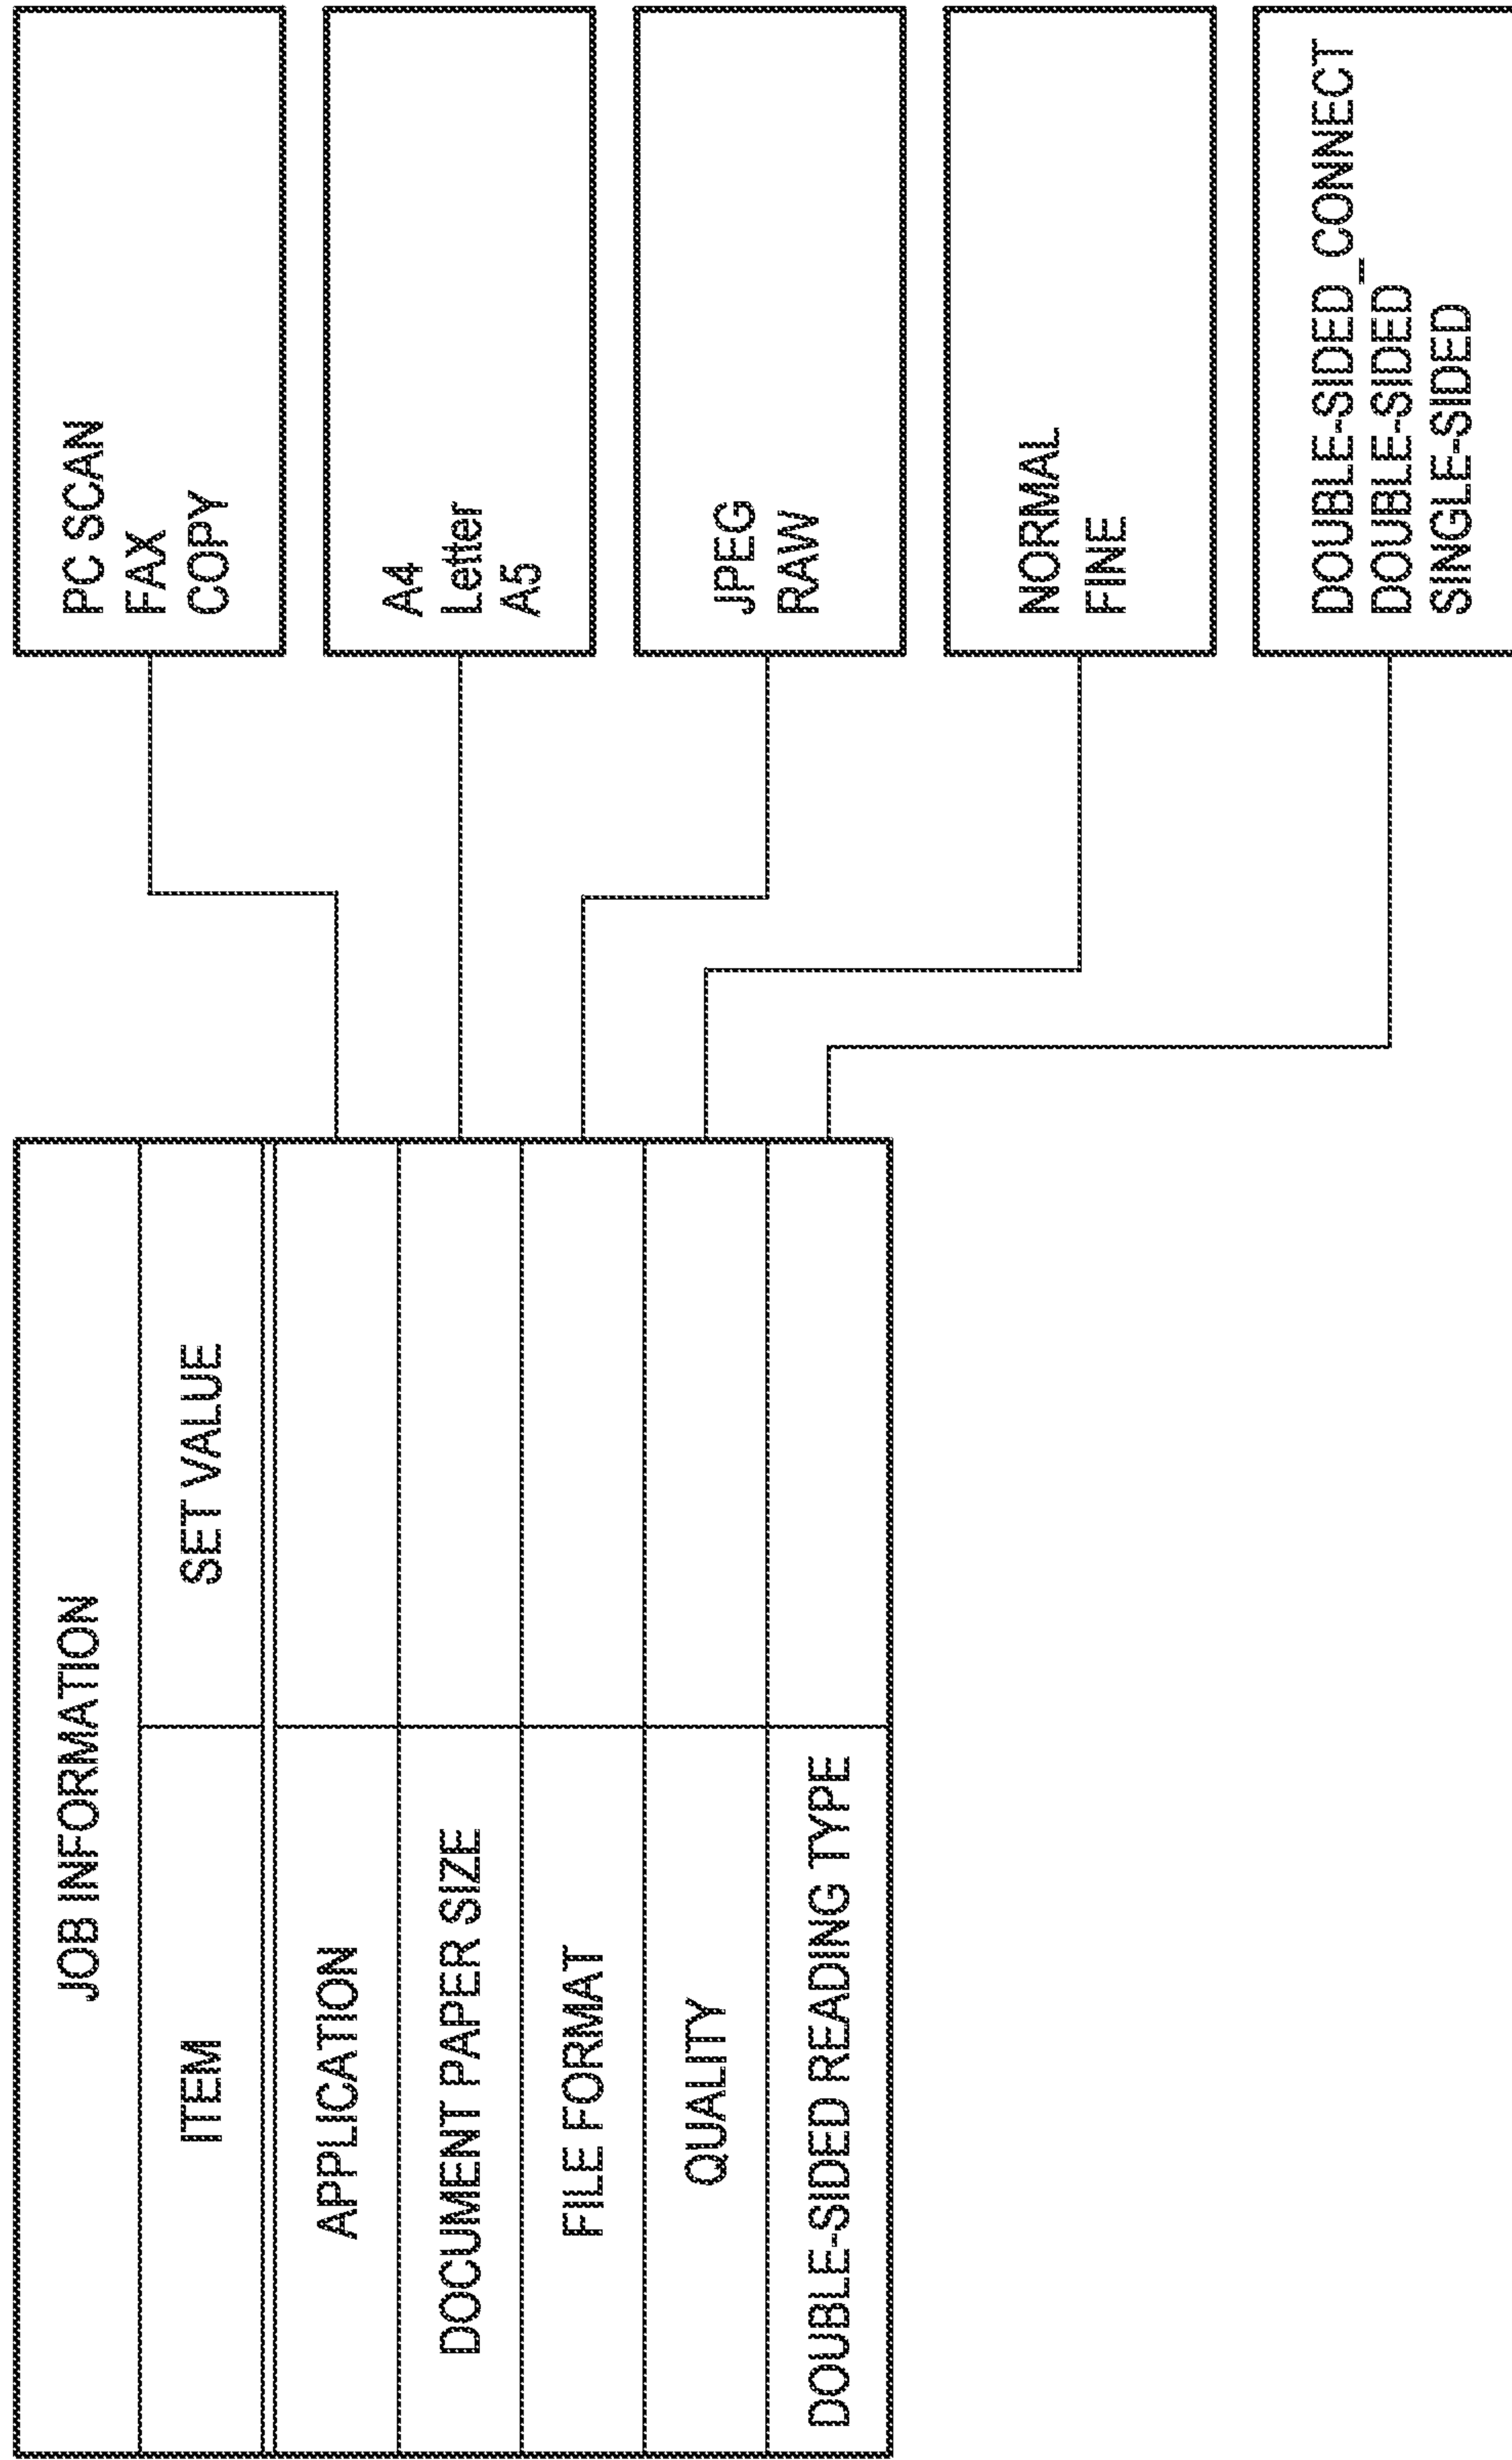 JOB INFORMATION
ITEM
SET VALUE
APPLICATION
DOCUMENT PAPER SIZE
FILE FORMAT
QUALITY
DOUBLE-SIDED READING TYPE
PC SCAN
FAX
COPY
A4
Letter
A5
JPEG
RAW
NORMAL
FINE
DOUBLE-SIDED_CONNECT
DOUBLE-SIDED
SINGLE-SIDED